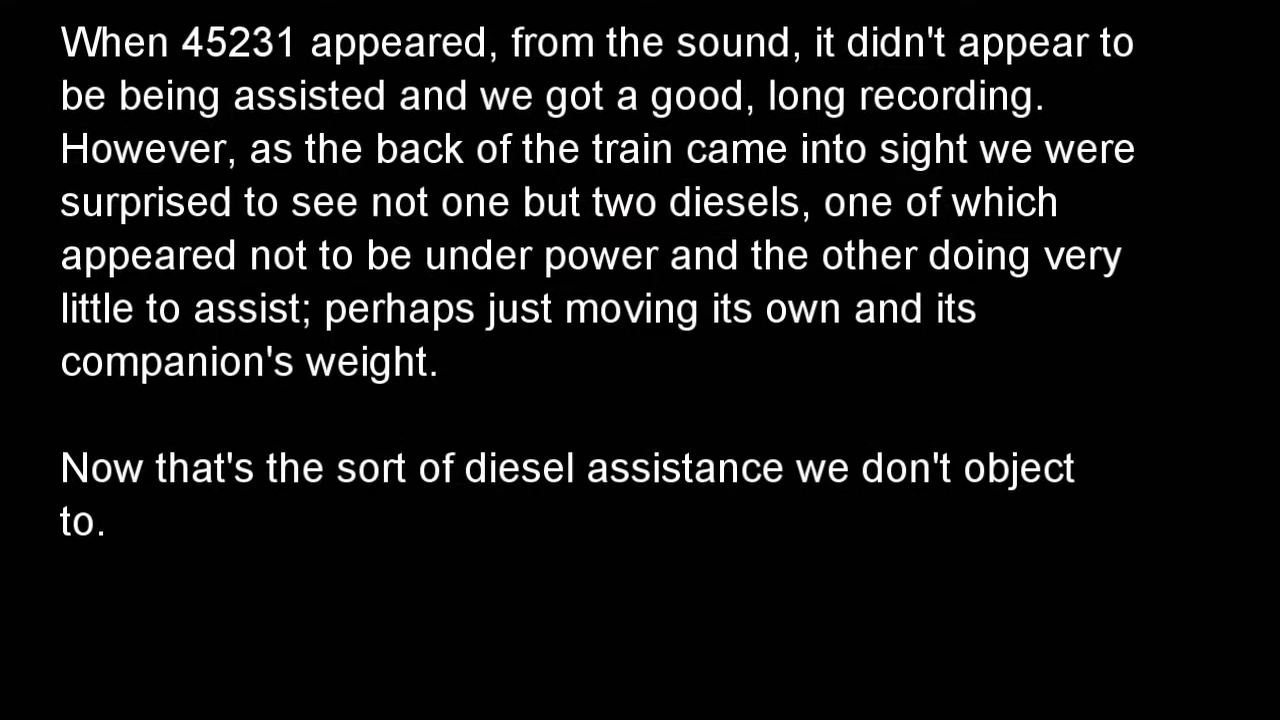 When 45231 appeared, from the sound, it didn't appear to
be being assisted and we got a good, long recording.
However, as the back of the train came into sight we were
surprised to see not one but two diesels, one of which
appeared not to be under power and the other doing very
little to assist; perhaps just moving its own and its
companion's weight.
Now that's the sort of diesel assistance we don't object
to.